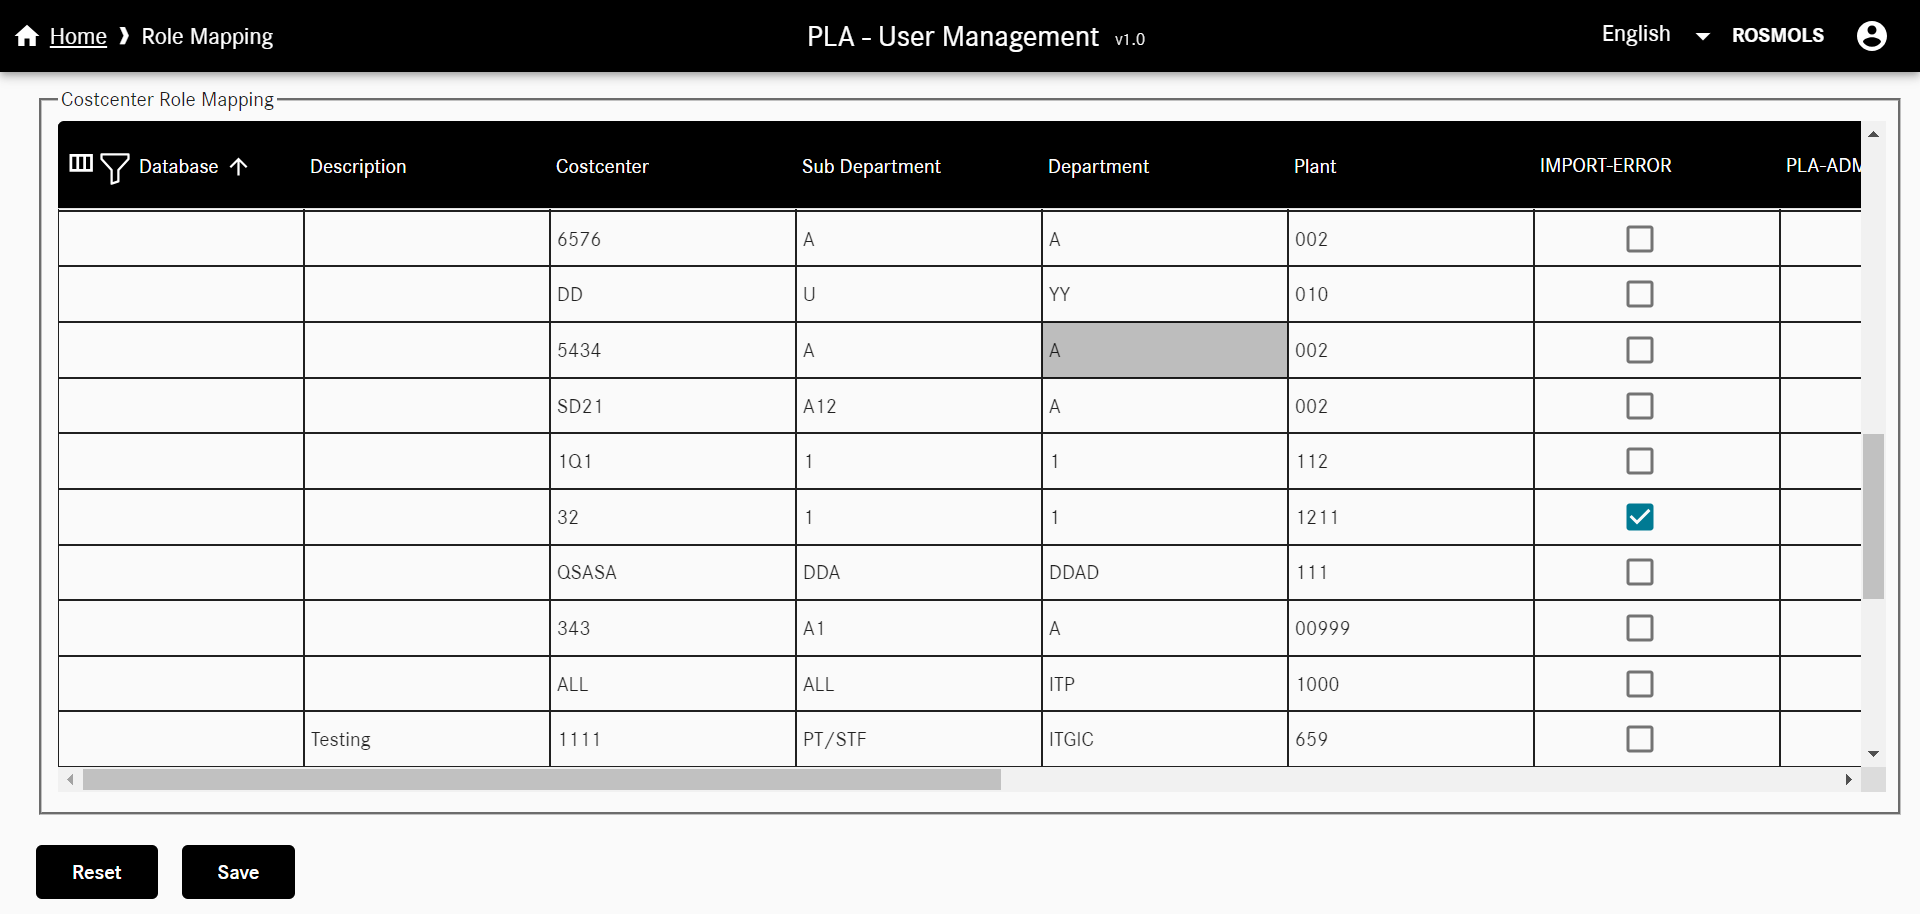 Home ❱ Role Mapping
PLA - User Management v1.0
English
ROSMOLS
Costcenter Role Mapping
Database Description Costcenter Sub Department Department Plant IMPORT-ERROR PLA-ADM
6576 A A 002
DD U YY 010
5434 A A 002
SD21 A12 A 002
1Q1 1 1 112
32 1 1 1211
QSASA DDA DDAD 111
343 A1 A 00999
ALL ALL ITP 1000
Testing 1111 PT/STF ITGIC 659
Reset Save